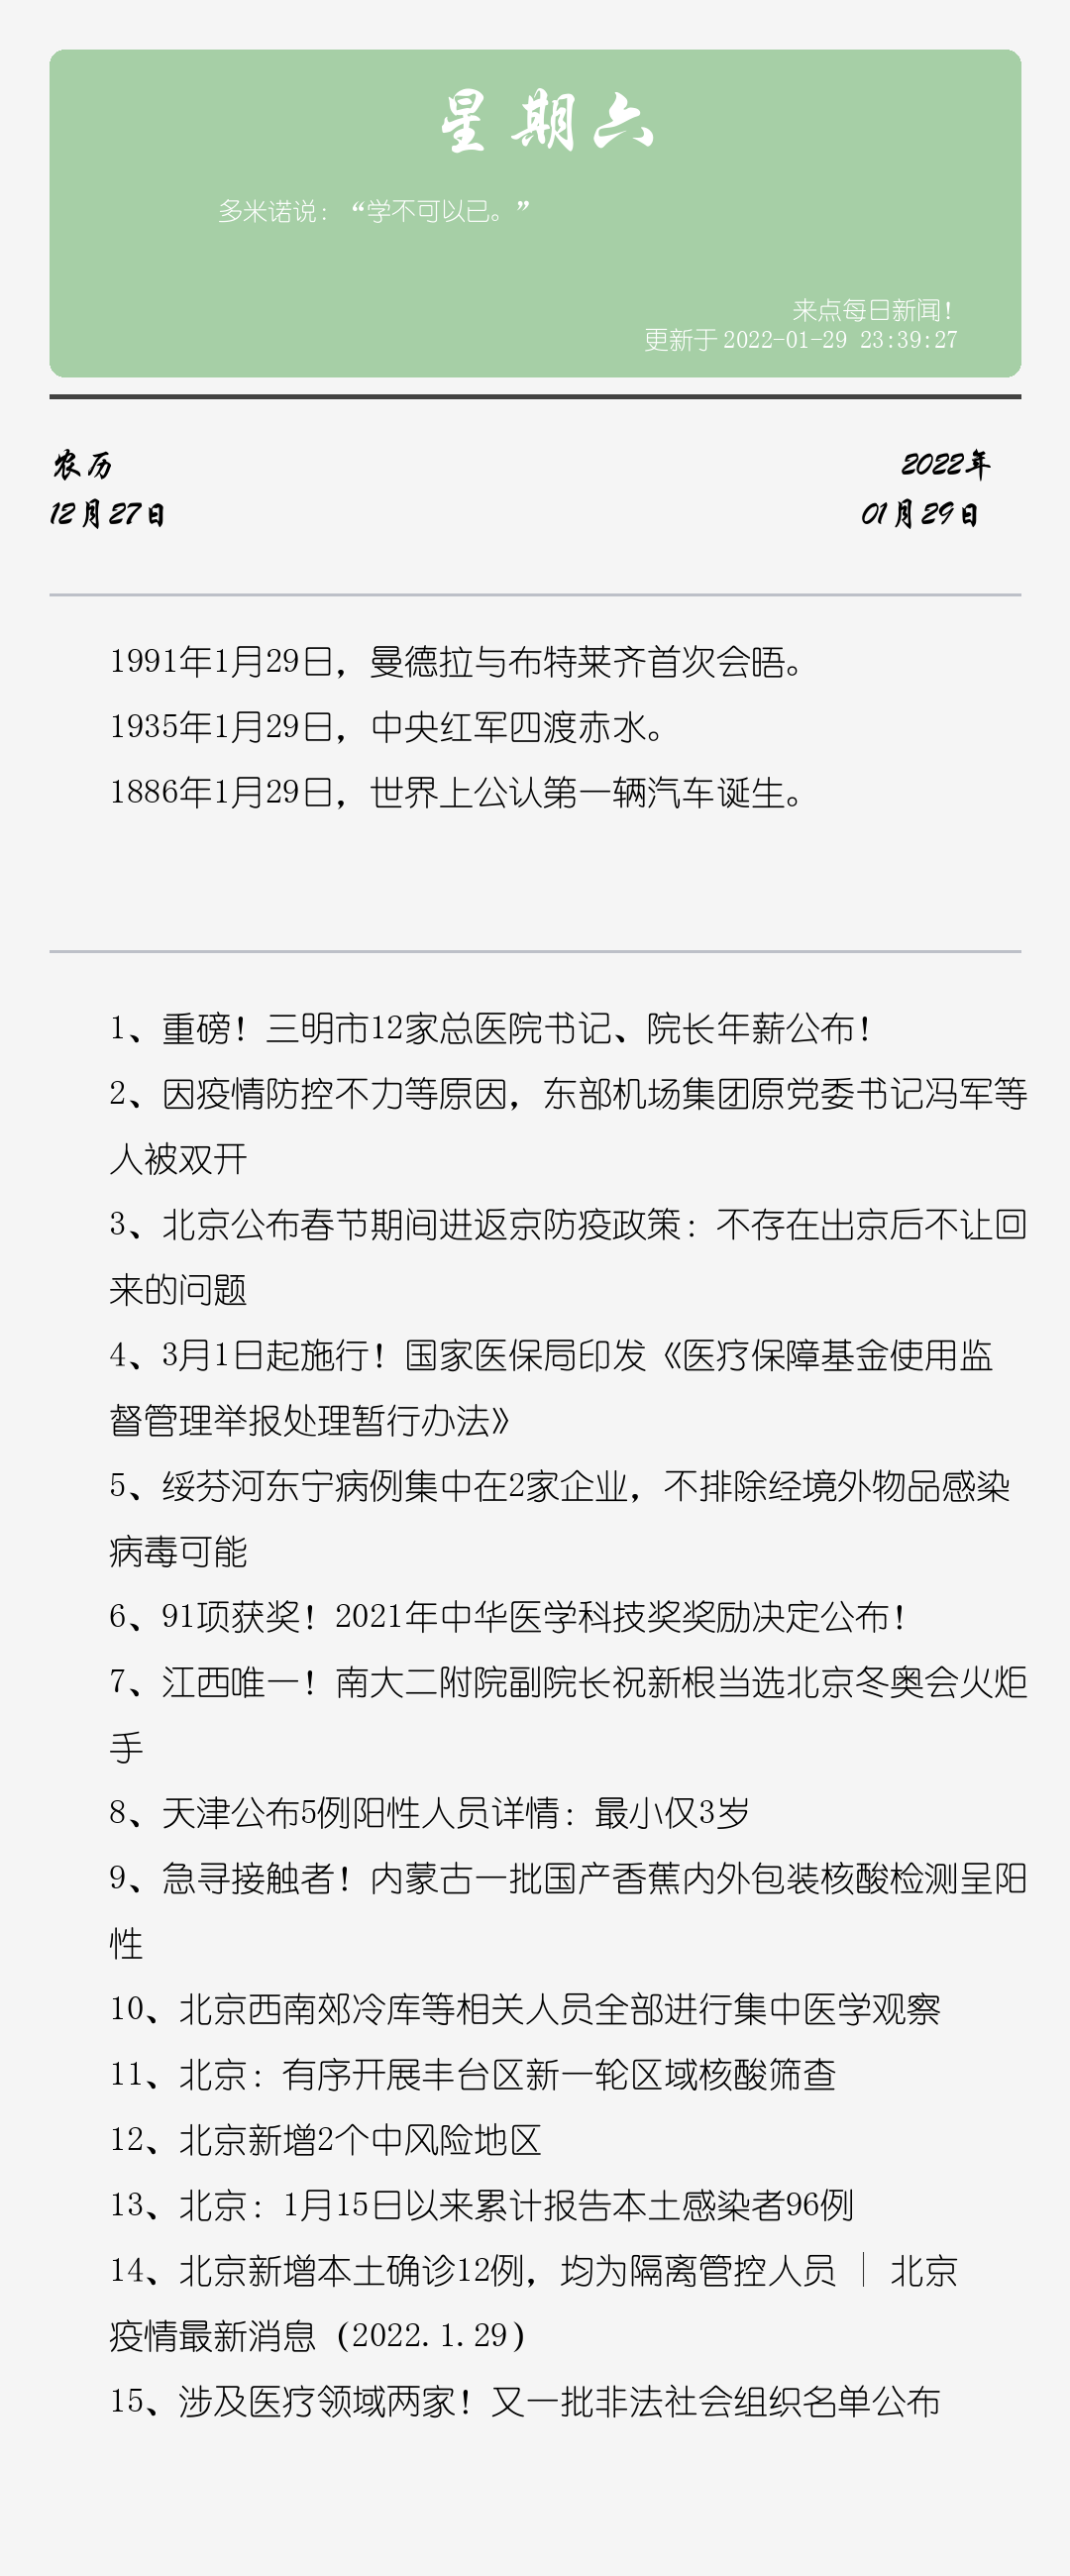 星期六
多米诺说：“学不可以已。”
来点每日新闻！
更新于2022-01-29 23:39:27
农历
2022年
12月27日
01月29日
1991年1月29日，曼德拉与布特莱齐首次会晤。
1935年1月29日，中央红军四渡赤水。
1886年1月29日，世界上公认第一辆汽车诞生。
1、重磅！三明市12家总医院书记、院长年薪公布！
2、因疫情防控不力等原因，东部机场集团原党委书记冯军等
人被双开
3、北京公布春节期间进返京防疫政策：不存在出京后不让回
来的问题
4、3月1日起施行！国家医保局印发《医疗保障基金使用监
督管理举报处理暂行办法》
5、绥芬河东宁病例集中在2家企业，不排除经境外物品感染
病毒可能
6、91项获奖！2021年中华医学科技奖奖励决定公布！
7、江西唯一！南大二附院副院长祝新根当选北京冬奥会火炬
手
8、天津公布5例阳性人员详情：最小仅3岁
9、急寻接触者！内蒙古一批国产香蕉内外包装核酸检测呈阳
性
10、北京西南郊冷库等相关人员全部进行集中医学观察
11、北京：有序开展丰台区新一轮区域核酸筛查
12、北京新增2个中风险地区
13、北京：1月15日以来累计报告本土感染者96例
14、北京新增本土确诊12例，均为隔离管控人员 | 北京
疫情最新消息（2022.1.29）
15、涉及医疗领域两家！又一批非法社会组织名单公布